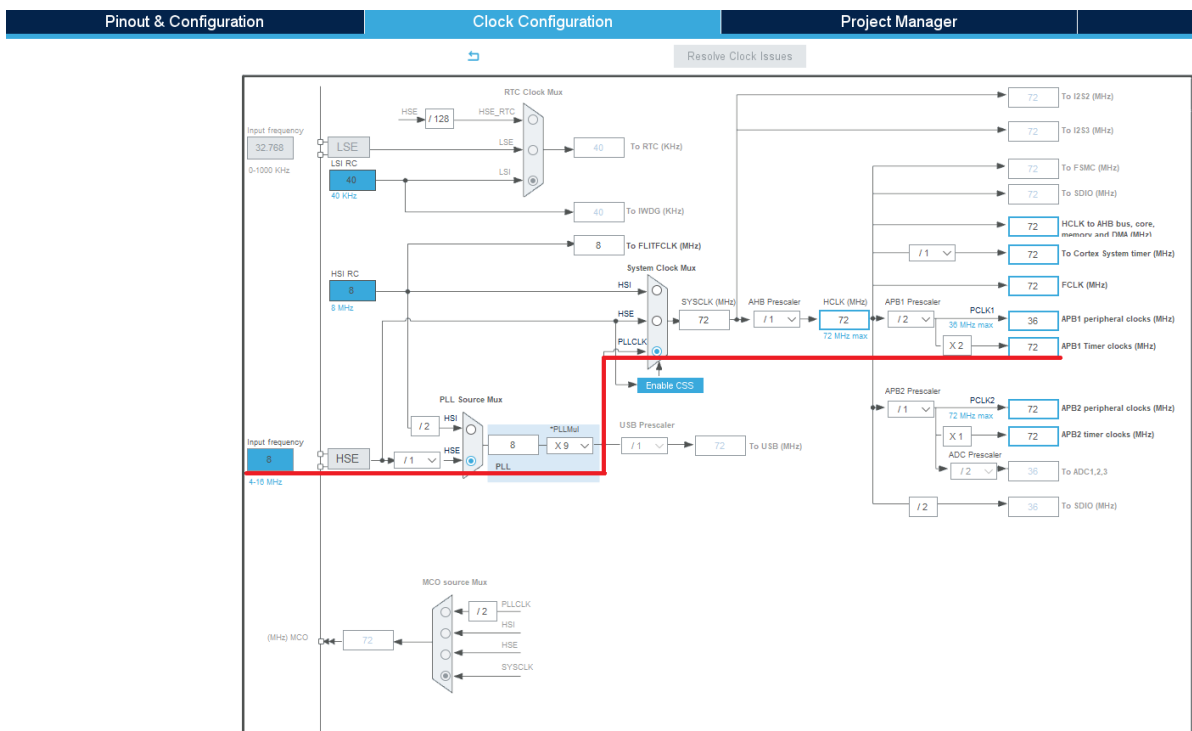 Pinout & Configuration
Clock Configuration
Project Manager
Resolve Clock Issues
RTC Clock Mux
HSE
/ 128
HSE_RTC
Input frequency
32.768
0-1000 KHz
LSE
LSE
40
To RTC (KHz)
LSI RC
40
40 KHz
LSI
40
To IWDG (KHz)
8
To FLITFCLK (MHz)
HSI RC
8
8 MHz
System Clock Mux
HSI
HSE
PLLCLK
SYSCLK (MHz)
72
AHB Prescaler
/ 1
HCLK (MHz)
72
72 MHz max
Enable CSS
72
To I2S2 (MHz)
72
To I2S3 (MHz)
72
To FSMC (MHz)
72
To SDIO (MHz)
72
HCLK to AHB bus, core,
memory and DMA (MHz)
/ 1
72
To Cortex System timer (MHz)
72
FCLK (MHz)
APB1 Prescaler
/ 2
PCLK1
36 MHz max
36
APB1 peripheral clocks (MHz)
X 2
72
APB1 Timer clocks (MHz)
APB2 Prescaler
/ 1
PCLK2
72 MHz max
72
APB2 peripheral clocks (MHz)
X 1
72
APB2 timer clocks (MHz)
ADC Prescaler
/ 2
36
To ADC1,2,3
/ 2
36
To SDIO (MHz)
PLL Source Mux
/ 2
HSI
Input frequency
8
4-16 MHz
HSE
/ 1
HSE
8
*PLLMul
X 9
PLL
USB Prescaler
/ 1
72
To USB (MHz)
MCO source Mux
/ 2
PLLCLK
HSI
HSE
SYSCLK
(MHz) MCO
72